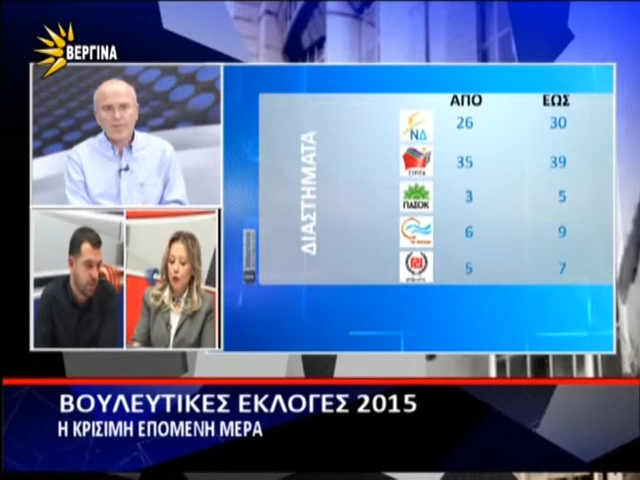 ΒΕΡΓΙΝΑ
ΑΠΟ ΕΩΣ
ΔΙΑΣΤΗΜΑΤΑ
ΝΔ 26 30
ΣΥΡΙΖΑ 35 39
ΠΑΣΟΚ 3 5
6 9
5 7
ΒΟΥΛΕΥΤΙΚΕΣ ΕΚΛΟΓΕΣ 2015
Η ΚΡΙΣΙΜΗ ΕΠΟΜΕΝΗ ΜΕΡΑ